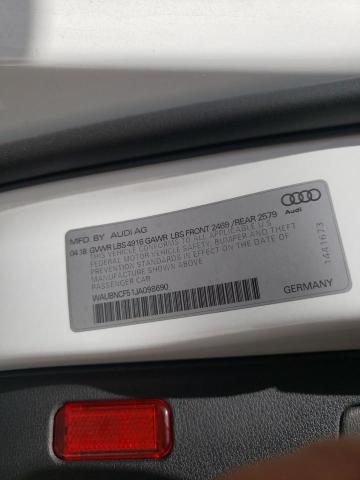 MFD. BY AUDI AG
04.18 GVWR LBS 4916 GAWR LBS FRONT 2469 / REAR 2579
THIS VEHICLE CONFORMS TO ALL APPLICABLE U.S.
FEDERAL MOTOR VEHICLE SAFETY, BUMPER AND THEFT
PREVENTION STANDARDS IN EFFECT ON THE DATE OF
MANUFACTURE SHOWN ABOVE.
PASSENGER CAR
WAUBNCF51JA098690
Audi
14A1673
GERMANY